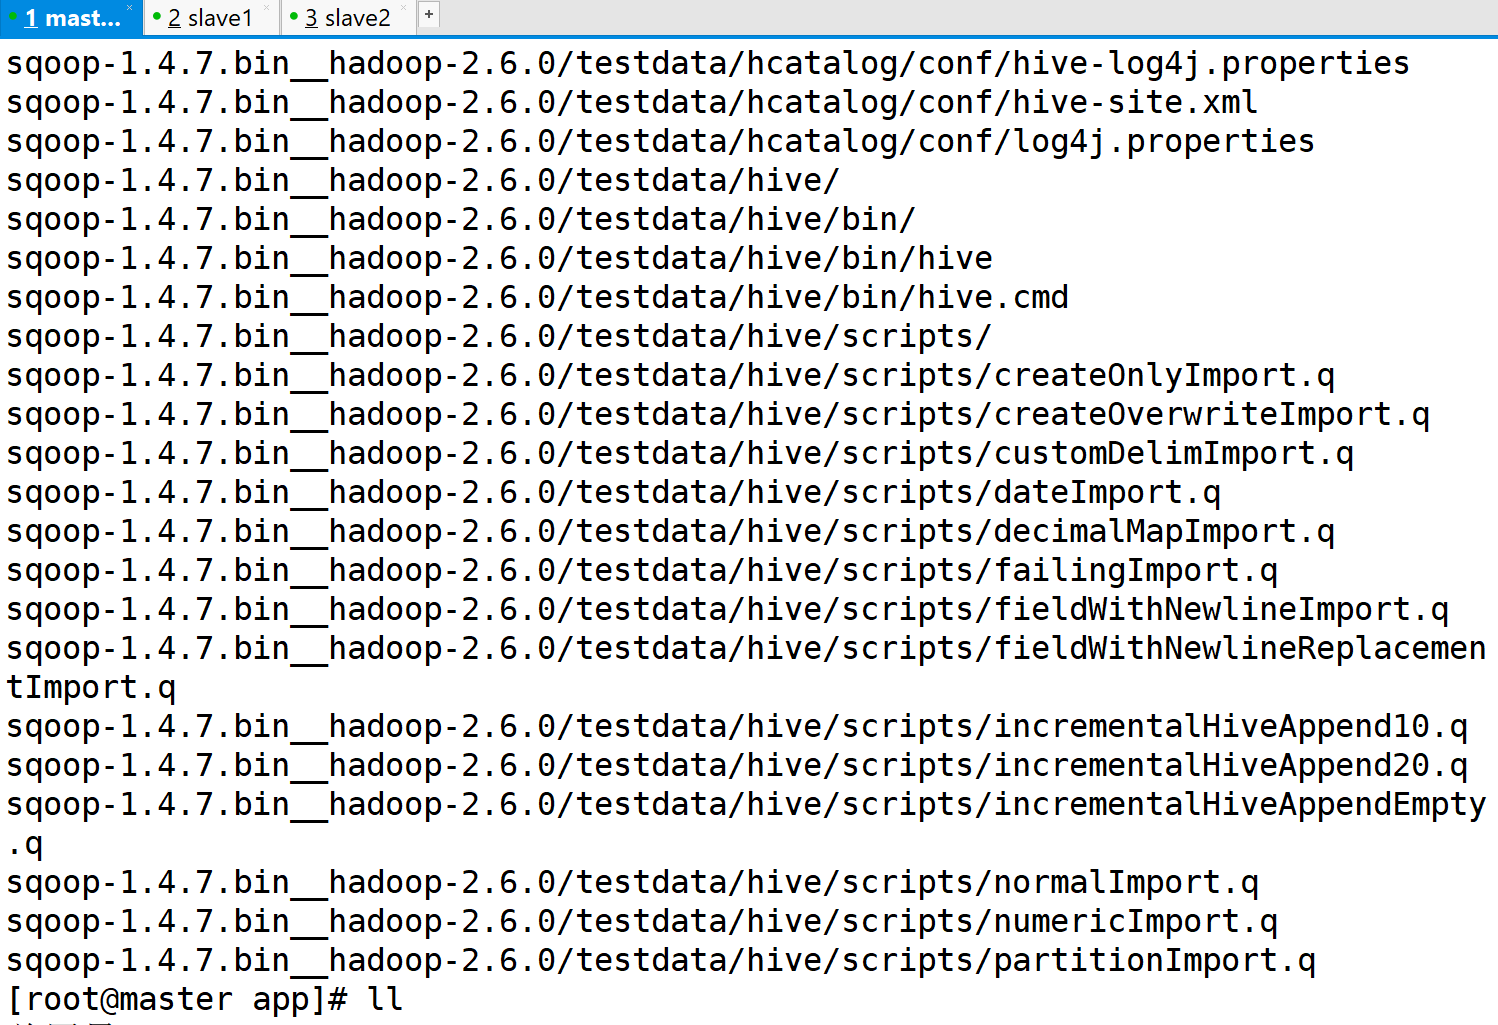 1 mast...
2 slave1
3 slave2
+
sqoop-1.4.7.bin__hadoop-2.6.0/testdata/hcatalog/conf/hive-log4j.properties
sqoop-1.4.7.bin__hadoop-2.6.0/testdata/hcatalog/conf/hive-site.xml
sqoop-1.4.7.bin__hadoop-2.6.0/testdata/hcatalog/conf/log4j.properties
sqoop-1.4.7.bin__hadoop-2.6.0/testdata/hive/
sqoop-1.4.7.bin__hadoop-2.6.0/testdata/hive/bin/
sqoop-1.4.7.bin__hadoop-2.6.0/testdata/hive/bin/hive
sqoop-1.4.7.bin__hadoop-2.6.0/testdata/hive/bin/hive.cmd
sqoop-1.4.7.bin__hadoop-2.6.0/testdata/hive/scripts/
sqoop-1.4.7.bin__hadoop-2.6.0/testdata/hive/scripts/createOnlyImport.q
sqoop-1.4.7.bin__hadoop-2.6.0/testdata/hive/scripts/createOverwriteImport.q
sqoop-1.4.7.bin__hadoop-2.6.0/testdata/hive/scripts/customDelimImport.q
sqoop-1.4.7.bin__hadoop-2.6.0/testdata/hive/scripts/dateImport.q
sqoop-1.4.7.bin__hadoop-2.6.0/testdata/hive/scripts/decimalMapImport.q
sqoop-1.4.7.bin__hadoop-2.6.0/testdata/hive/scripts/failingImport.q
sqoop-1.4.7.bin__hadoop-2.6.0/testdata/hive/scripts/fieldWithNewlineImport.q
sqoop-1.4.7.bin__hadoop-2.6.0/testdata/hive/scripts/fieldWithNewlineReplacemen
tImport.q
sqoop-1.4.7.bin__hadoop-2.6.0/testdata/hive/scripts/incrementalHiveAppend10.q
sqoop-1.4.7.bin__hadoop-2.6.0/testdata/hive/scripts/incrementalHiveAppend20.q
sqoop-1.4.7.bin__hadoop-2.6.0/testdata/hive/scripts/incrementalHiveAppendEmpty
.q
sqoop-1.4.7.bin__hadoop-2.6.0/testdata/hive/scripts/normalImport.q
sqoop-1.4.7.bin__hadoop-2.6.0/testdata/hive/scripts/numericImport.q
sqoop-1.4.7.bin__hadoop-2.6.0/testdata/hive/scripts/partitionImport.q
[root@master app]# ll